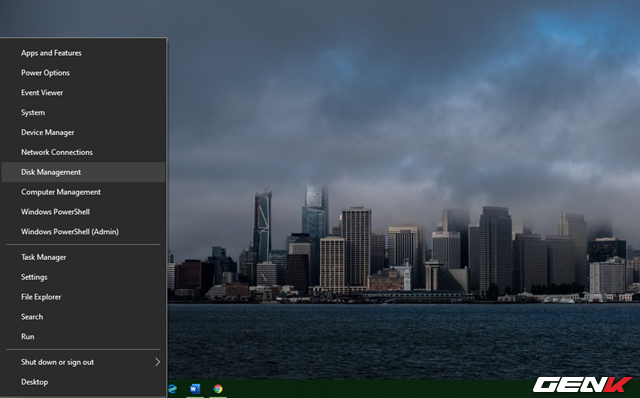 Apps and Features
Power Options
Event Viewer
System
Device Manager
Network Connections
Disk Management
Computer Management
Windows PowerShell
Windows PowerShell (Admin)
Task Manager
Settings
File Explorer
Search
Run
Shut down or sign out
Desktop
GENK